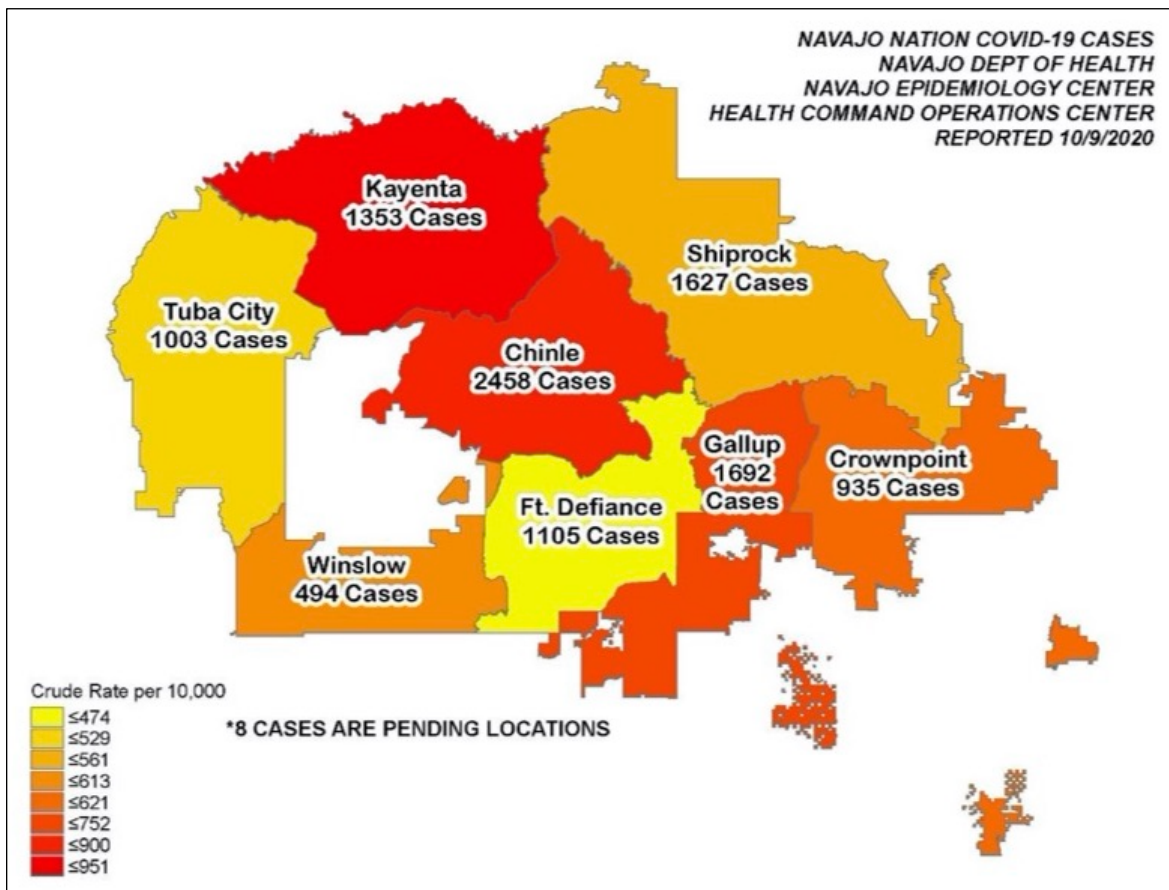 NAVAJO NATION COVID-19 CASES
NAVAJO DEPT OF HEALTH
NAVAJO EPIDEMIOLOGY CENTER
HEALTH COMMAND OPERATIONS CENTER
REPORTED 10/9/2020
Kayenta
1353 Cases
Shiprock
1627 Cases
Tuba City
1003 Cases
Chinle
2458 Cases
Gallup
1692
Cases
Crownpoint
935 Cases
Ft. Defiance
1105 Cases
Winslow
494 Cases
Crude Rate per 10,000
≤474
≤529
≤561
≤613
≤621
≤752
≤900
≤951
*8 CASES ARE PENDING LOCATIONS